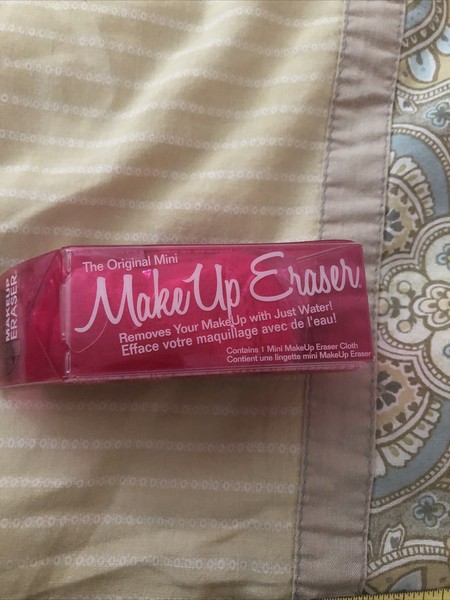 The Original Mini
MakeUp Eraser
Removes Your MakeUp with Just Water!
Efface votre maquillage avec de l'eau!
Contains 1 Mini MakeUp Eraser Cloth
Contient une lingette mini MakeUp Eraser
MAKEUP
ERASER